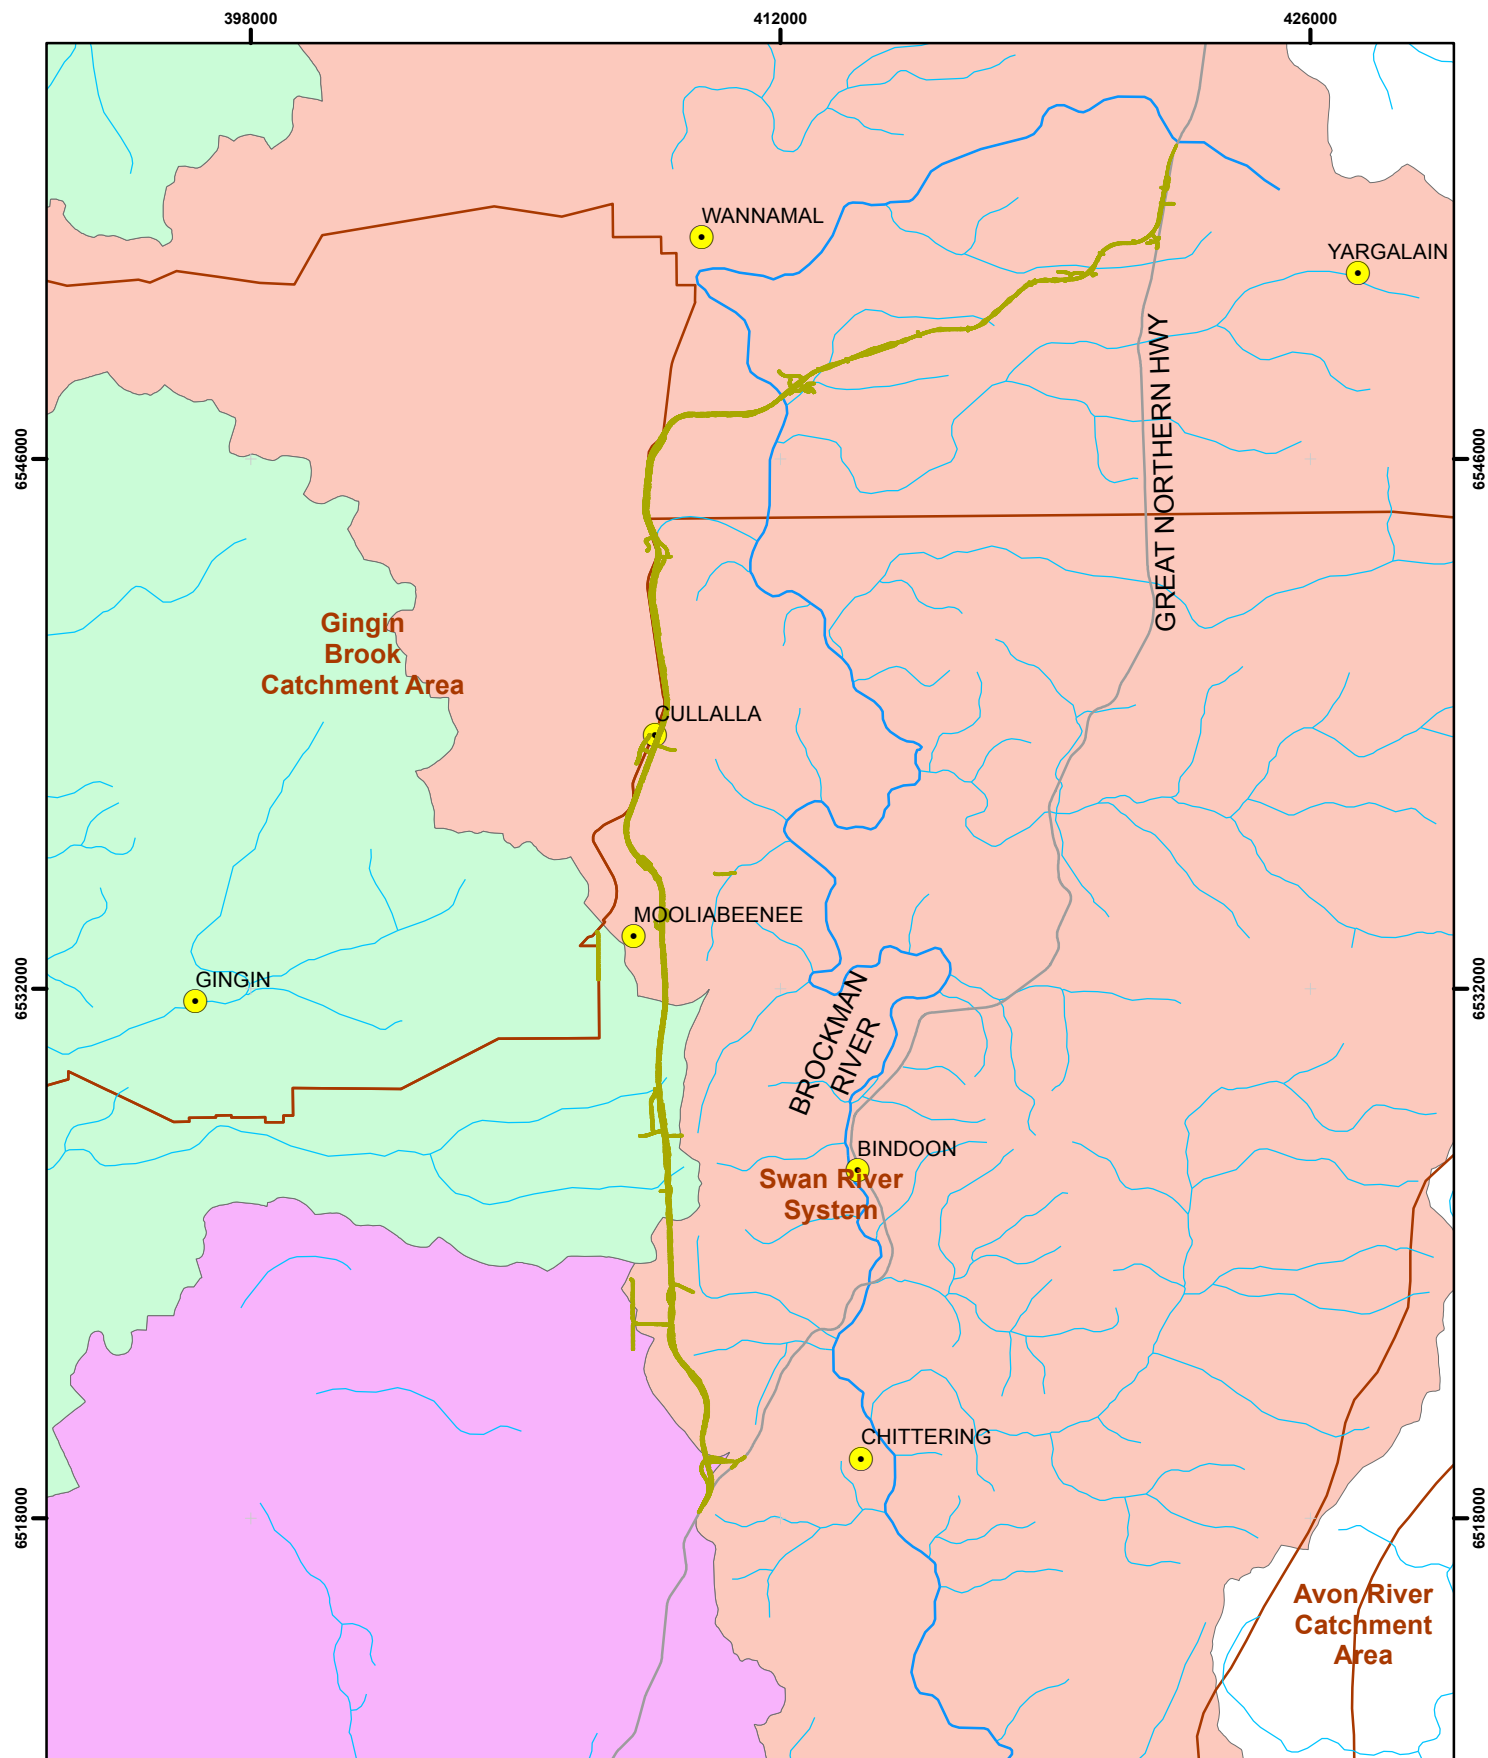 398000
412000
426000
WANNAMAL
YARGALAIN
GREAT NORTHERN HWY
6546000
6546000
Gingin
Brook
Catchment Area
CULLALLA
MOOLIABEENEE
GINGIN
6532000
6532000
BROCKMAN
RIVER
BINDOON
Swan River
System
CHITTERING
6518000
6518000
Avon River
Catchment
Area